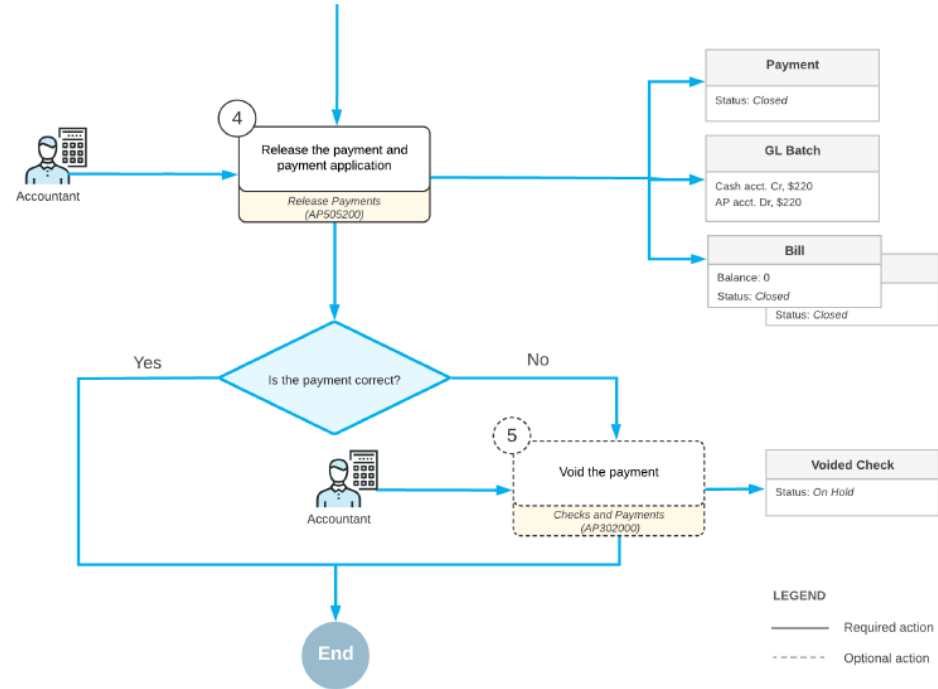 4
Release the payment and
payment application
Release Payments
(AP505200)
Accountant
Payment
Status: Closed
GL Batch
Cash acct. Cr, $220
AP acct. Dr, $220
Bill
Balance: 0
Status: Closed
Status: Closed
Yes
Is the payment correct?
No
5
Void the payment
Checks and Payments
(AP302000)
Accountant
Voided Check
Status: On Hold
End
LEGEND
Required action
Optional action